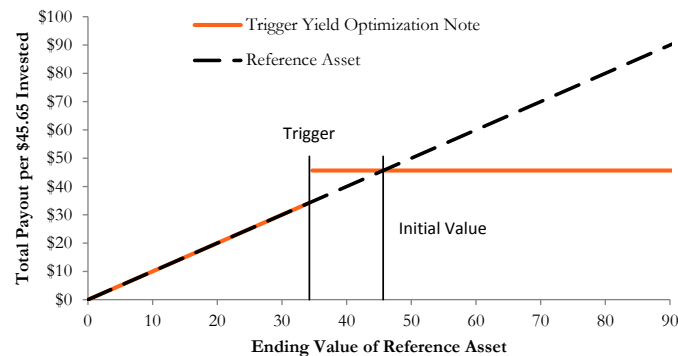 Total Payout per $45.65 Invested
$100
$90
$80
$70
$60
$50
$40
$30
$20
$10
$0
Trigger Yield Optimization Note
Reference Asset
Trigger
Initial Value
0 10 20 30 40 50 60 70 80 90
Ending Value of Reference Asset